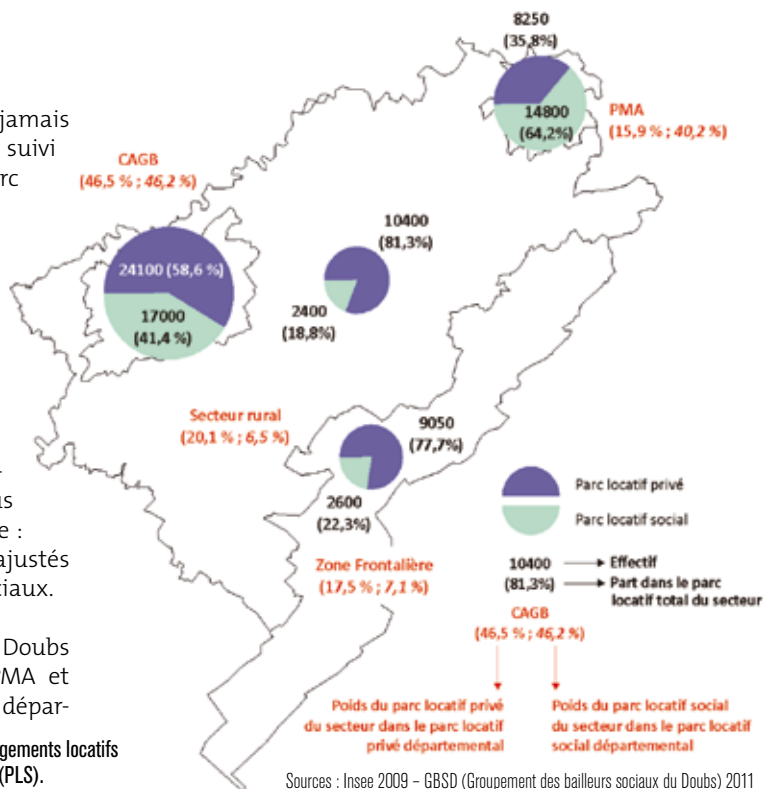 jamais
suivi
rc
us
e :
ajustés
ciaux.
Doubs
PMA et
dépar-
gements locatifs
(PLS).
8250
(35,8%)
14800
(64,2%)
PMA
(15,9 % ; 40,2 %)
CAGB
(46,5 % ; 46,2 %)
24100 (58,6 %)
17000
(41,4 %)
10400
(81,3%)
2400
(18,8%)
Secteur rural
(20,1 % ; 6,5 %)
9050
(77,7%)
2600
(22,3%)
Zone Frontalière
(17,5 % ; 7,1 %)
Parc locatif privé
Parc locatif social
10400 → Effectif
(81,3%) → Part dans le parc
locatif total du secteur
CAGB
(46,5 % ; 46,2 %)
Poids du parc locatif privé
du secteur dans le parc locatif
privé départemental
Poids du parc locatif social
du secteur dans le parc locatif
social départemental
Sources : Insee 2009 – GBSD (Groupement des bailleurs sociaux du Doubs) 2011